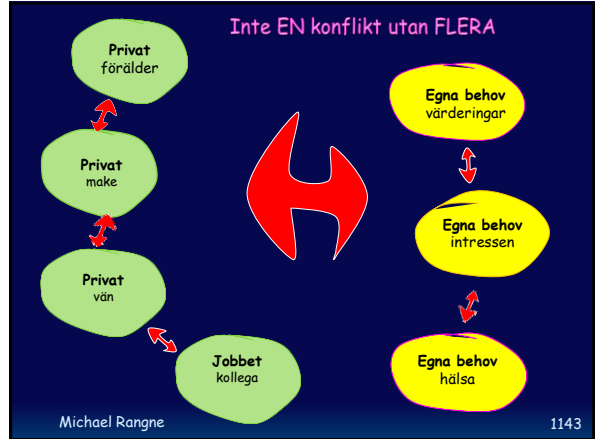 Inte EN konflikt utan FLERA
Privat
förälder
Privat
make
Privat
vän
Jobbet
kollega
Egna behov
värderingar
Egna behov
intressen
Egna behov
hälsa
Michael Rangne
1143